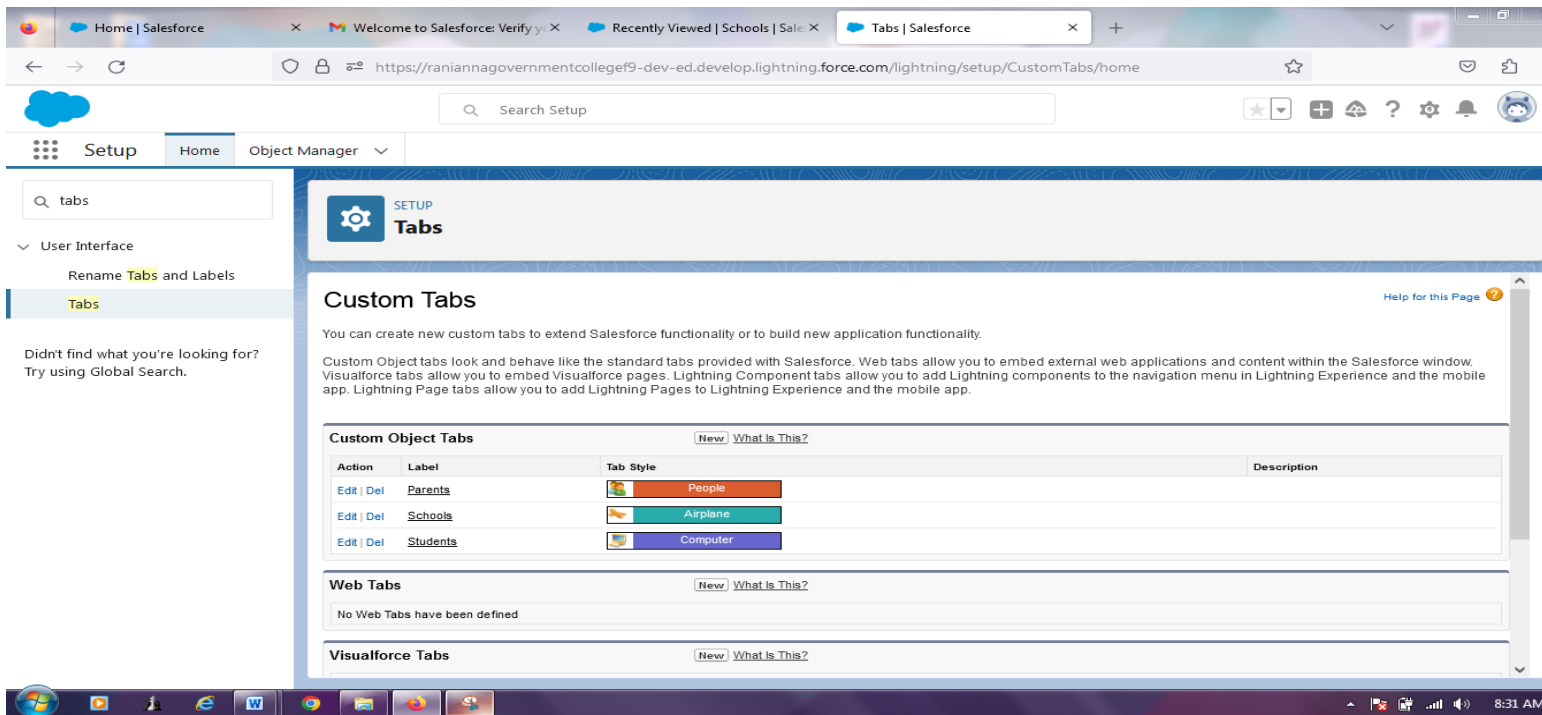 Home | Salesforce
Welcome to Salesforce: Verify yo
Recently Viewed | Schools | Sale
Tabs | Salesforce
https://raniannagovernmentcollegef9-dev-ed.develop.lightning.force.com/lightning/setup/CustomTabs/home
Search Setup
Setup
Home
Object Manager
tabs
User Interface
Rename Tabs and Labels
Tabs
Didn't find what you're looking for?
Try using Global Search.
SETUP
Tabs
Custom Tabs
Help for this Page
You can create new custom tabs to extend Salesforce functionality or to build new application functionality.
Custom Object tabs look and behave like the standard tabs provided with Salesforce. Web tabs allow you to embed external web applications and content within the Salesforce window.
Visualforce tabs allow you to embed Visualforce pages. Lightning Component tabs allow you to add Lightning components to the navigation menu in Lightning Experience and the mobile
app. Lightning Page tabs allow you to add Lightning Pages to Lightning Experience and the mobile app.
Custom Object Tabs New What Is This?
Action Label Tab Style Description
Edit | Del Parents People
Edit | Del Schools Airplane
Edit | Del Students Computer
Web Tabs New What Is This?
No Web Tabs have been defined
Visualforce Tabs New What Is This?
8:31 AM